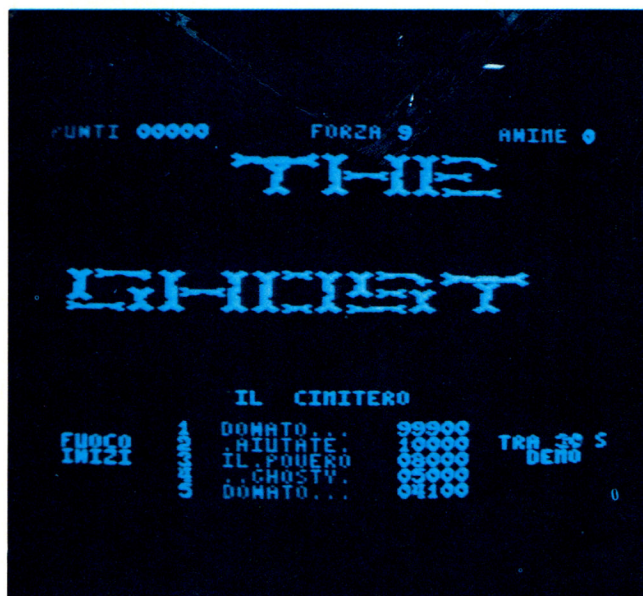 PUNTI 00000 FORZA 9 ANIME 0
THE
GHOST
IL CIMITERO
1 DONATO... 99900
FUOCO 2 AIUTATE. 10000 TRA S
INIZI 3 IL.POVERO 08000 DEMO
4 ..GHOSTY. 05000
5 DONATO... 04100